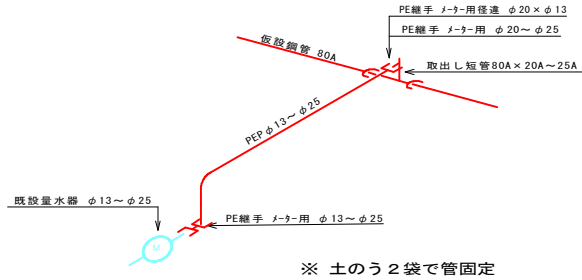 PE継手 メーター用径違 φ20×φ13
PE継手 メーター用 φ20～φ25
仮設鋼管 80A
取出し短管80A×20A～25A
PEPφ13～φ25
既設量水器 φ13～φ25
PE継手 メーター用 φ13～φ25
M
※ 土のう２袋で管固定